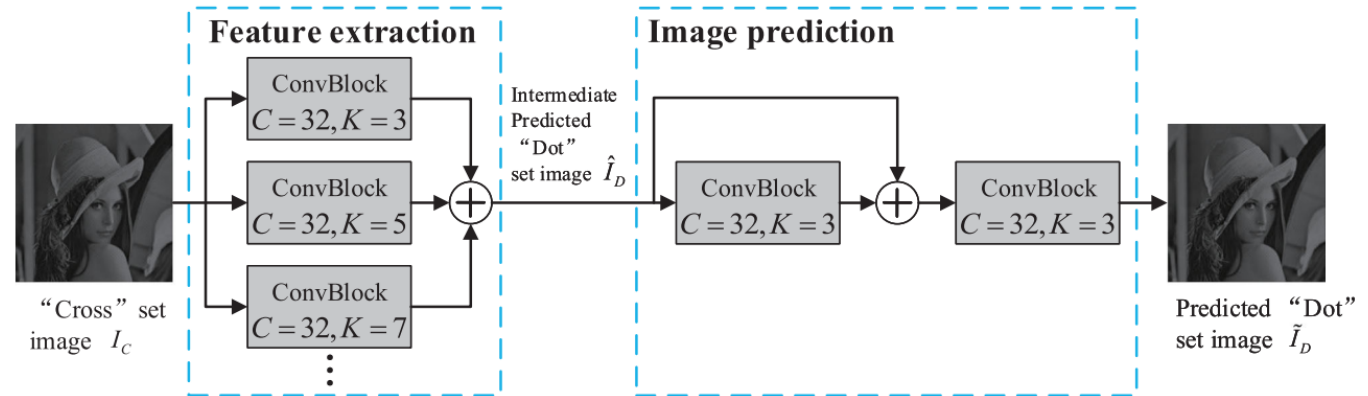 Feature extraction
Image prediction
ConvBlock
C = 32, K = 3
ConvBlock
C = 32, K = 5
ConvBlock
C = 32, K = 7
Intermediate
Predicted
“Dot”
set image Î_D
ConvBlock
C = 32, K = 3
ConvBlock
C = 32, K = 3
“Cross” set
image I_C
Predicted “Dot”
set image Ĩ_D